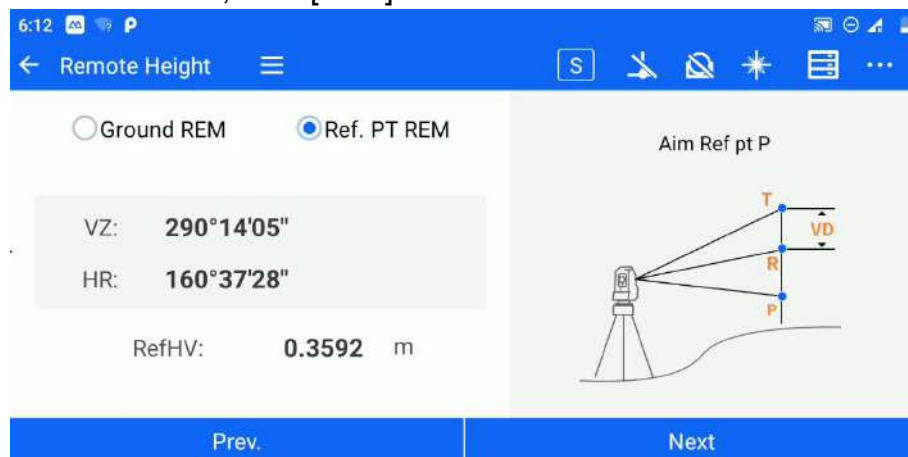 6:12
Remote Height
S
Ground REM
Ref. PT REM
VZ: 290°14'05"
HR: 160°37'28"
RefHV: 0.3592 m
Aim Ref pt P
T
VD
R
P
Prev.
Next